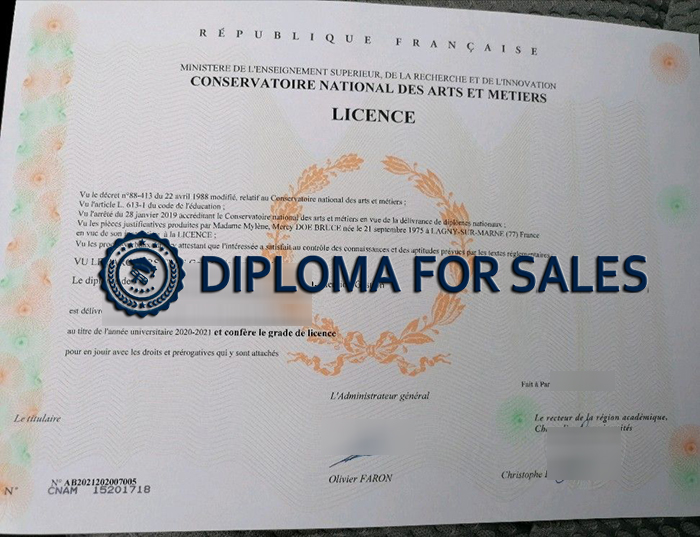 RÉPUBLIQUE FRANÇAISE
MINISTERE DE L'ENSEIGNEMENT SUPERIEUR, DE LA RECHERCHE ET DE L'INNOVATION
CONSERVATOIRE NATIONAL DES ARTS ET METIERS
LICENCE
Vu le décret n°88-413 du 22 avril 1988 modifié, relatif au Conservatoire national des arts et métiers ;
Vu l'article L. 613-1 du code de l'éducation ;
Vu l'arrêté du 28 janvier 2019 accréditant le Conservatoire national des arts et métiers en vue de la délivrance de diplômes nationaux ;
Vu les pièces justificatives produites par Madame Mylène, Mercy DOE BRUCE née le 21 septembre 1975 à LAGNY-SUR-MARNE (77) France
en vue de son à la LICENCE ;
Vu les attestant que l'intéressée a satisfait au contrôle des connaissances et des aptitudes prévues par les textes réglementaires
VU
Le
DIPLOMA FOR SALES
est
au titre de l'année universitaire 2020-2021 et confère le grade de licence
pour en jouir avec les droits et prérogatives qui y sont attachés
Fait à
L'Administrateur général
Le titulaire
Le recteur de la région académique,
Olivier FARON
Christophe
N° AB2021202007005
N° CNAM 15201718